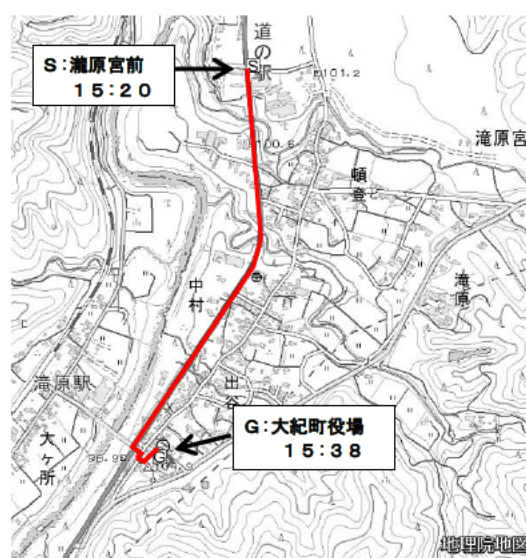 道の駅
S:瀧原宮前
15:20
S
101.2
滝原宮
100.6
頓登
中村
滝原
滝原駅
出谷
大ヶ所
G:大紀町役場
15:38
G
地理院地図